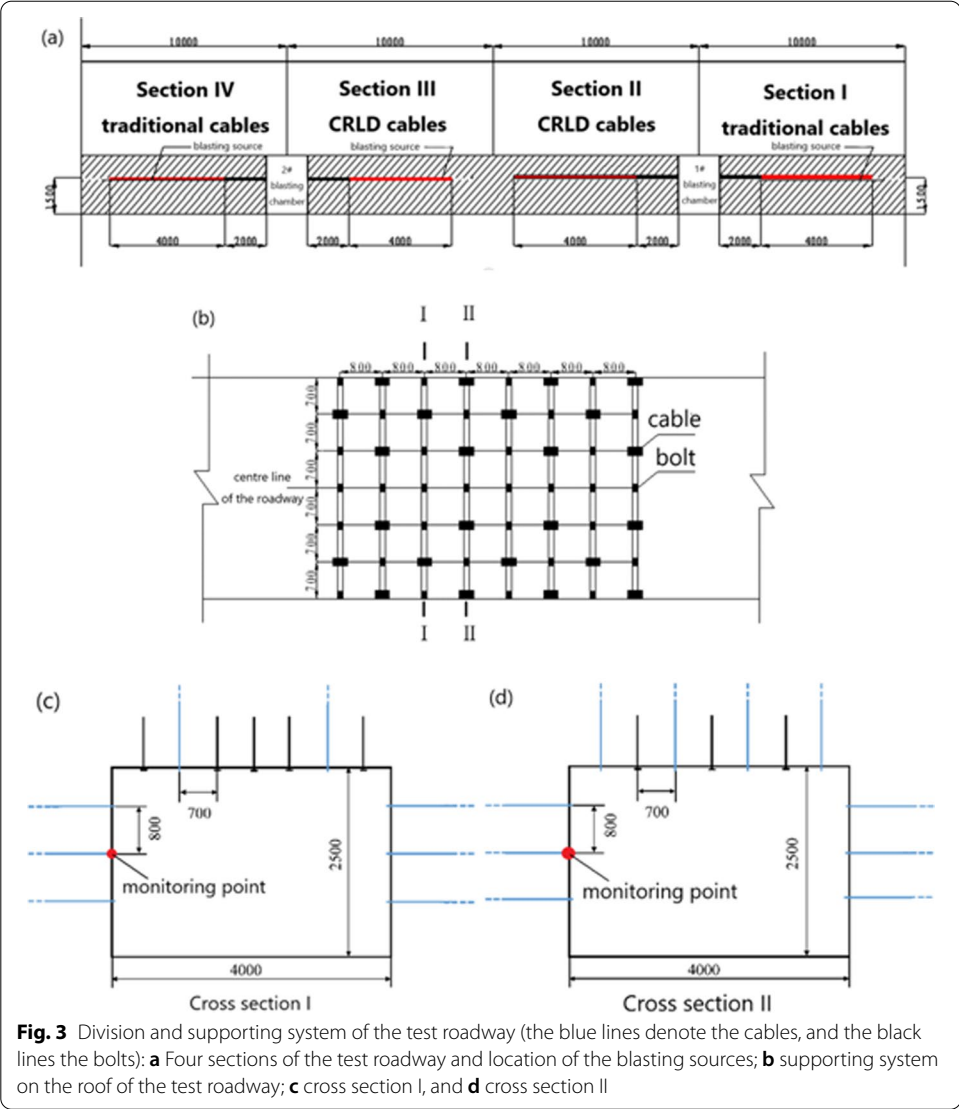 (a)
10000 10000 10000 10000
Section IV
traditional cables
Section III
CRLD cables
Section II
CRLD cables
Section I
traditional cables
blasting source
blasting source
blasting source
2#
blasting
chamber
1#
blasting
chamber
1500
1500
4000 2000 2000 4000 4000 2000 2000 4000
(b)
I II
800 800 800 800 800 800 800
700
700
700
700
700
700
centre line
of the roadway
cable
bolt
I II
(c)
700
800
2500
monitoring point
4000
Cross section I
(d)
700
800
2500
monitoring point
4000
Cross section II
Fig. 3 Division and supporting system of the test roadway (the blue lines denote the cables, and the black
lines the bolts): a Four sections of the test roadway and location of the blasting sources; b supporting system
on the roof of the test roadway; c cross section I, and d cross section II